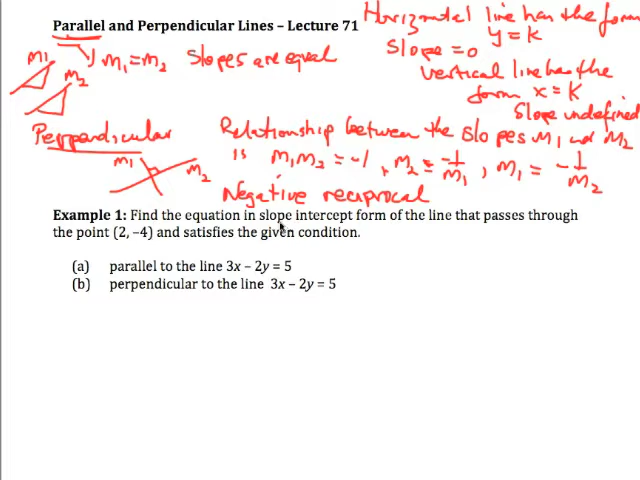 Parallel and Perpendicular Lines – Lecture 71
Horizontal line has the form
y = k
slope = 0
m1 m2 m1 = m2 slopes are equal
vertical line has the
form x = k
slope undefined
Perpendicular
Relationship between the slopes m1 and m2
is m1m2 = -1, m2 = -1/m1, m1 = -1/m2
m1 m2
Negative reciprocal
Example 1: Find the equation in slope intercept form of the line that passes through
the point (2, –4) and satisfies the given condition.
(a) parallel to the line 3x – 2y = 5
(b) perpendicular to the line 3x – 2y = 5